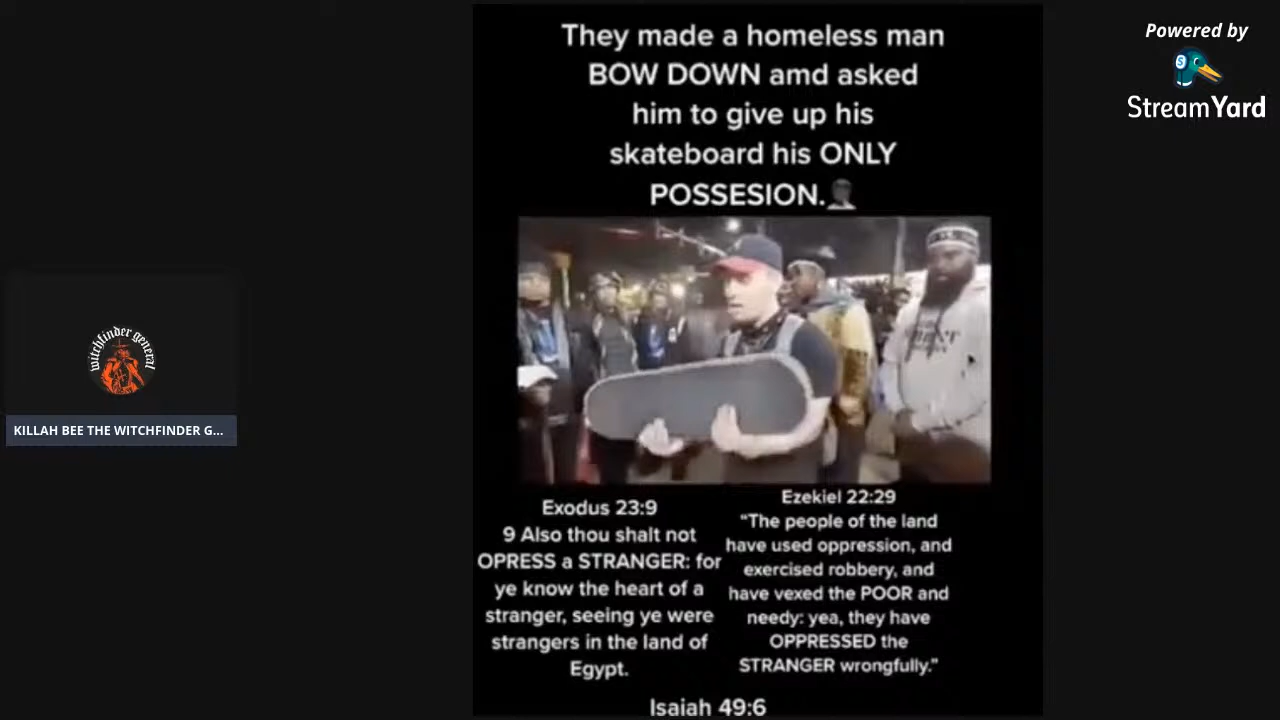 They made a homeless man
BOW DOWN amd asked
him to give up his
skateboard his ONLY
POSSESION.
Powered by
StreamYard
witchfinder general
KILLAH BEE THE WITCHFINDER G...
Exodus 23:9
9 Also thou shalt not
OPRESS a STRANGER: for
ye know the heart of a
stranger, seeing ye were
strangers in the land of
Egypt.
Ezekiel 22:29
“The people of the land
have used oppression, and
exercised robbery, and
have vexed the POOR and
needy: yea, they have
OPPRESSED the
STRANGER wrongfully.”
Isaiah 49:6